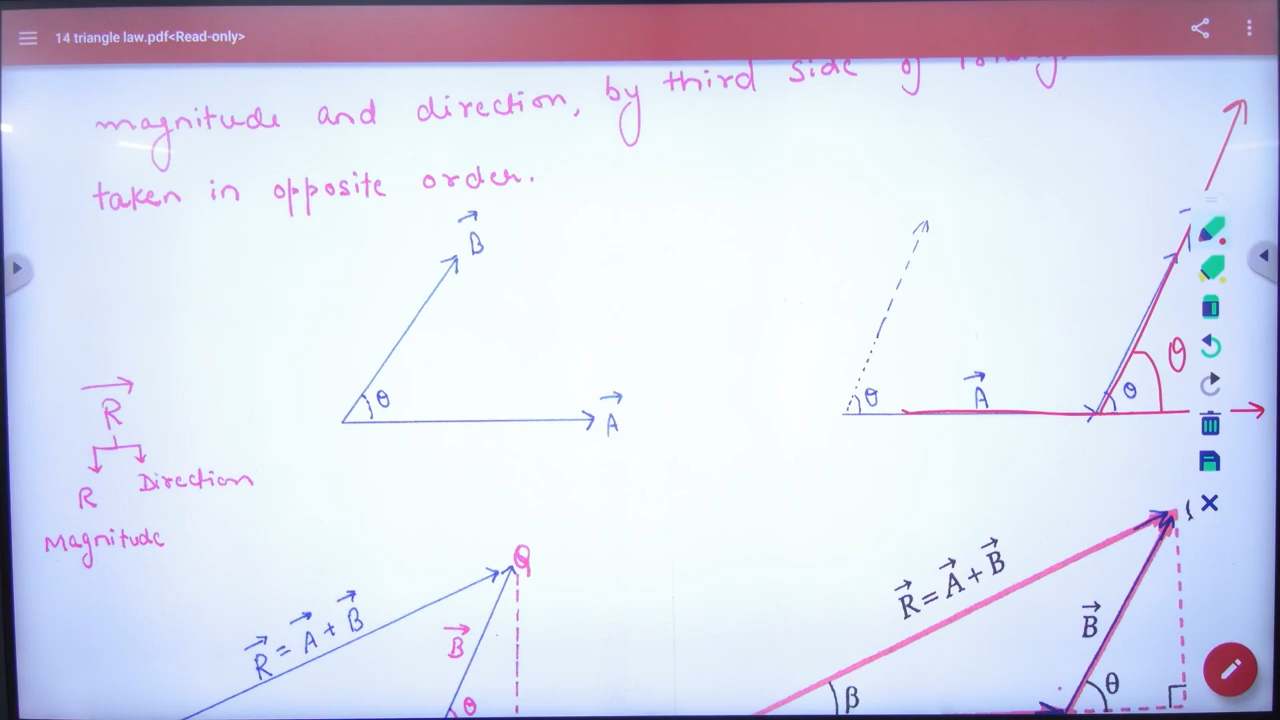 14 triangle law.pdf<Read-only>
magnitude and direction, by third side of
taken in opposite order.
B
θ
A
θ
A
θ
θ
R
R Direction
Magnitude
R = A + B
Q
B
θ
R = A + B
B
β
θ